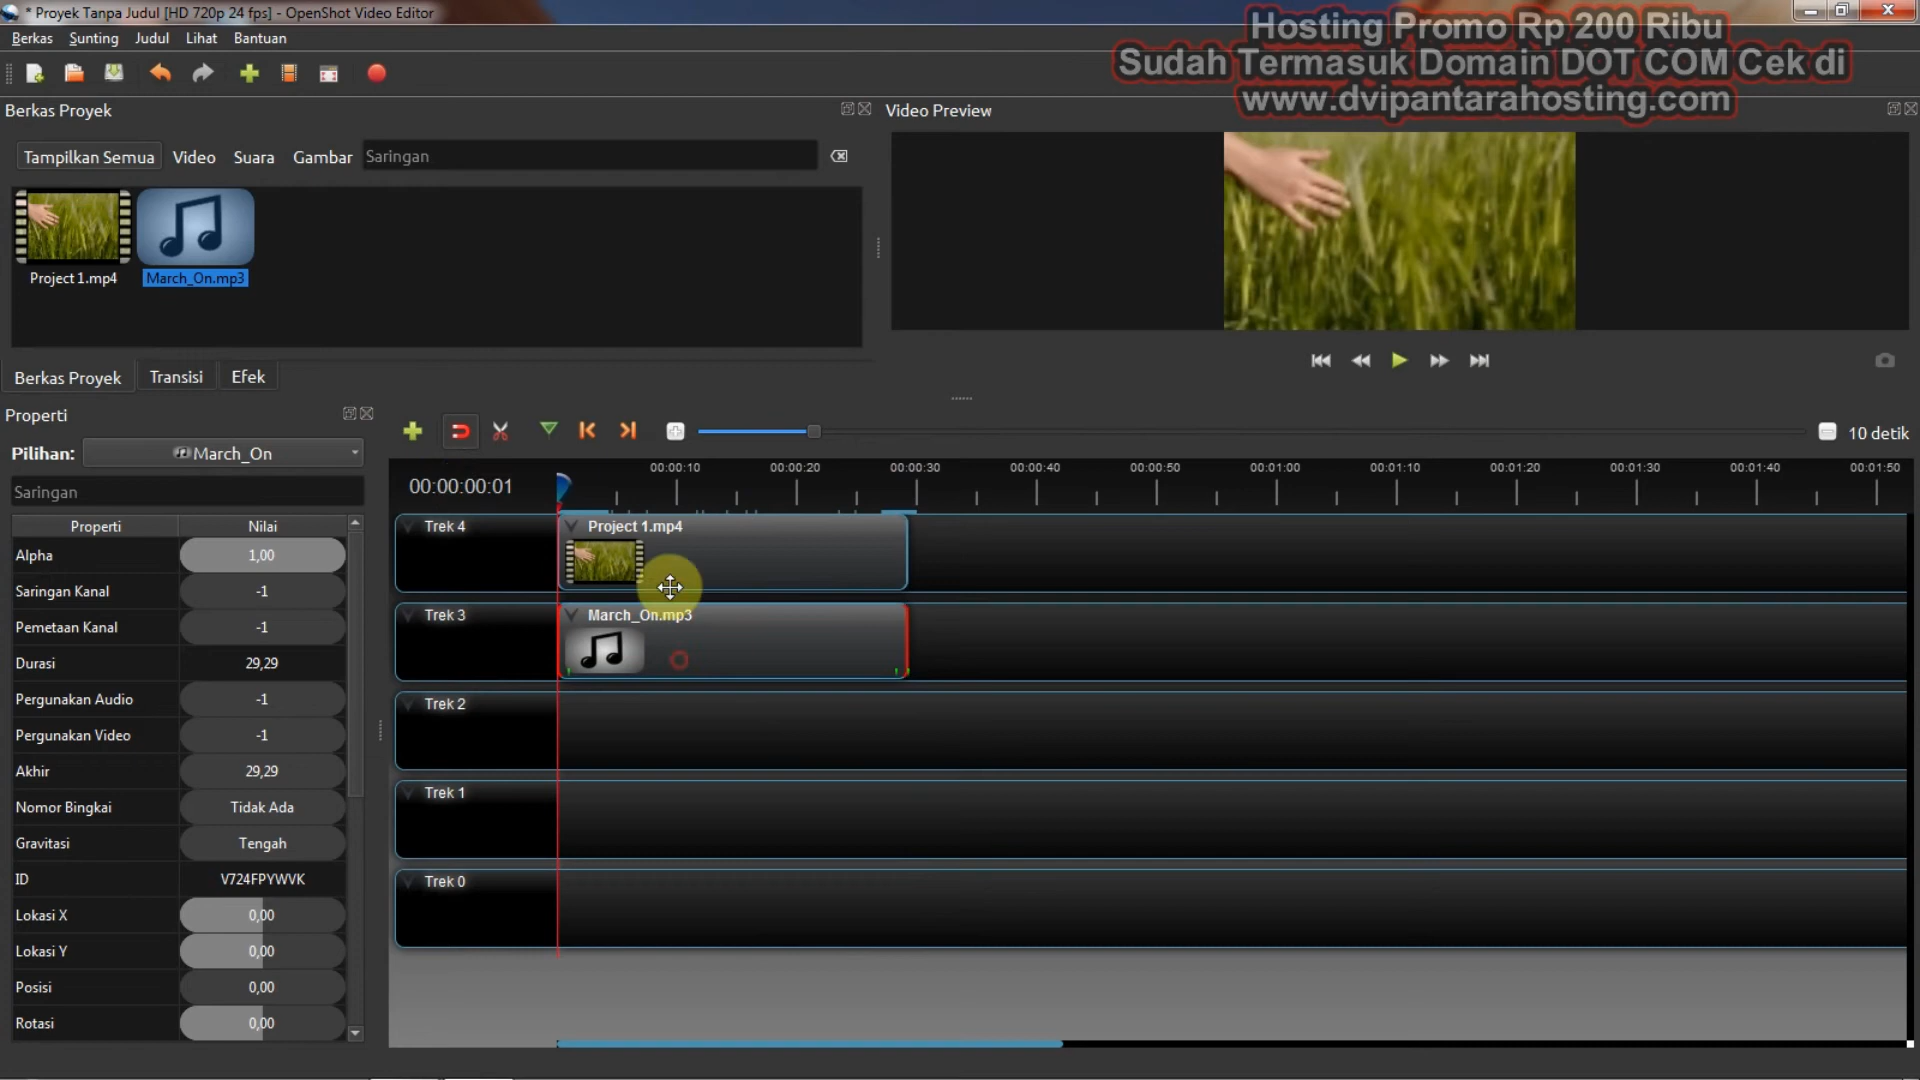 * Proyek Tanpa Judul [HD 720p 24 fps] - OpenShot Video Editor
Hosting Promo Rp 200 Ribu
Sudah Termasuk Domain DOT COM Cek di
www.dvipantarahosting.com
Berkas Sunting Judul Lihat Bantuan
Berkas Proyek
Video Preview
Tampilkan Semua Video Suara Gambar Saringan
Project 1.mp4 March_On.mp3
Berkas Proyek Transisi Efek
Properti
Pilihan: March_On
10 detik
Saringan
00:00:00:01
00:00:10 00:00:20 00:00:30 00:00:40 00:00:50 00:01:00 00:01:10 00:01:20 00:01:30 00:01:40 00:01:50
Properti Nilai
Alpha 1,00
Saringan Kanal -1
Pemetaan Kanal -1
Durasi 29,29
Pergunakan Audio -1
Pergunakan Video -1
Akhir 29,29
Nomor Bingkai Tidak Ada
Gravitasi Tengah
ID V724FPYWVK
Lokasi X 0,00
Lokasi Y 0,00
Posisi 0,00
Rotasi 0,00
Trek 4 Project 1.mp4
Trek 3 March_On.mp3
Trek 2
Trek 1
Trek 0